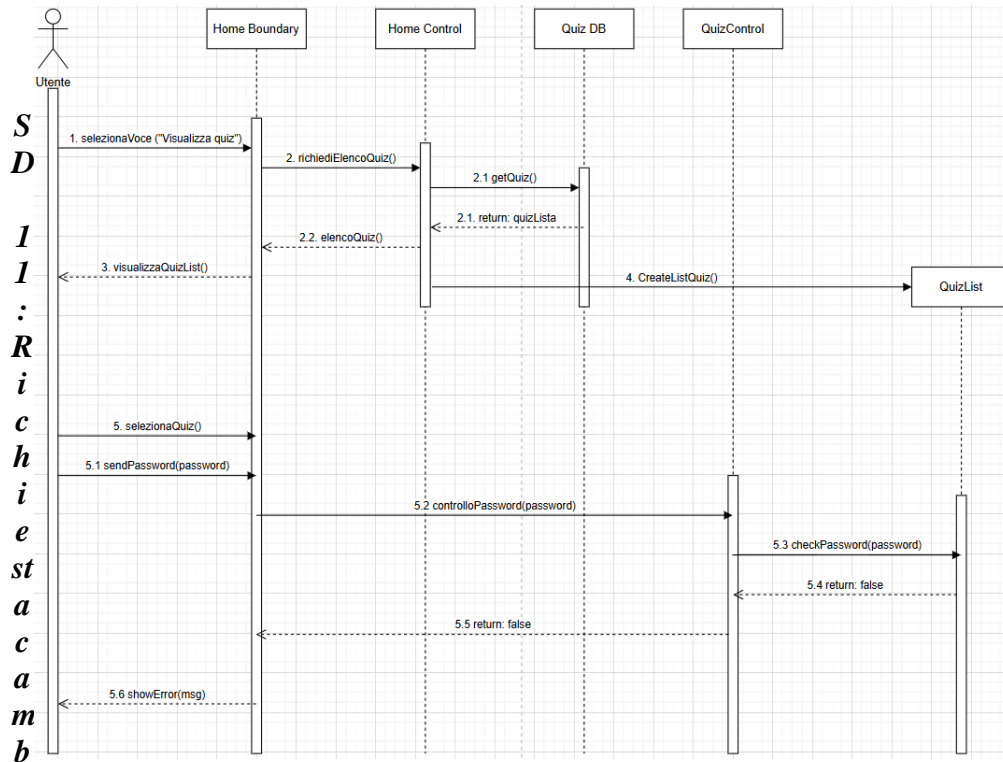 Home Boundary
Home Control
Quiz DB
QuizControl
Utente
1. selezionaVoce ("Visualizza quiz")
2. richiediElencoQuiz()
2.1 getQuiz()
2.1. return: quizLista
2.2. elencoQuiz()
3. visualizzaQuizList()
4. CreateListQuiz()
QuizList
5. selezionaQuiz()
5.1 sendPassword(password)
5.2 controlloPassword(password)
5.3 checkPassword(password)
5.4 return: false
5.5 return: false
5.6 showError(msg)
S
D
1
1
:
R
i
c
h
i
e
st
a
c
a
m
b